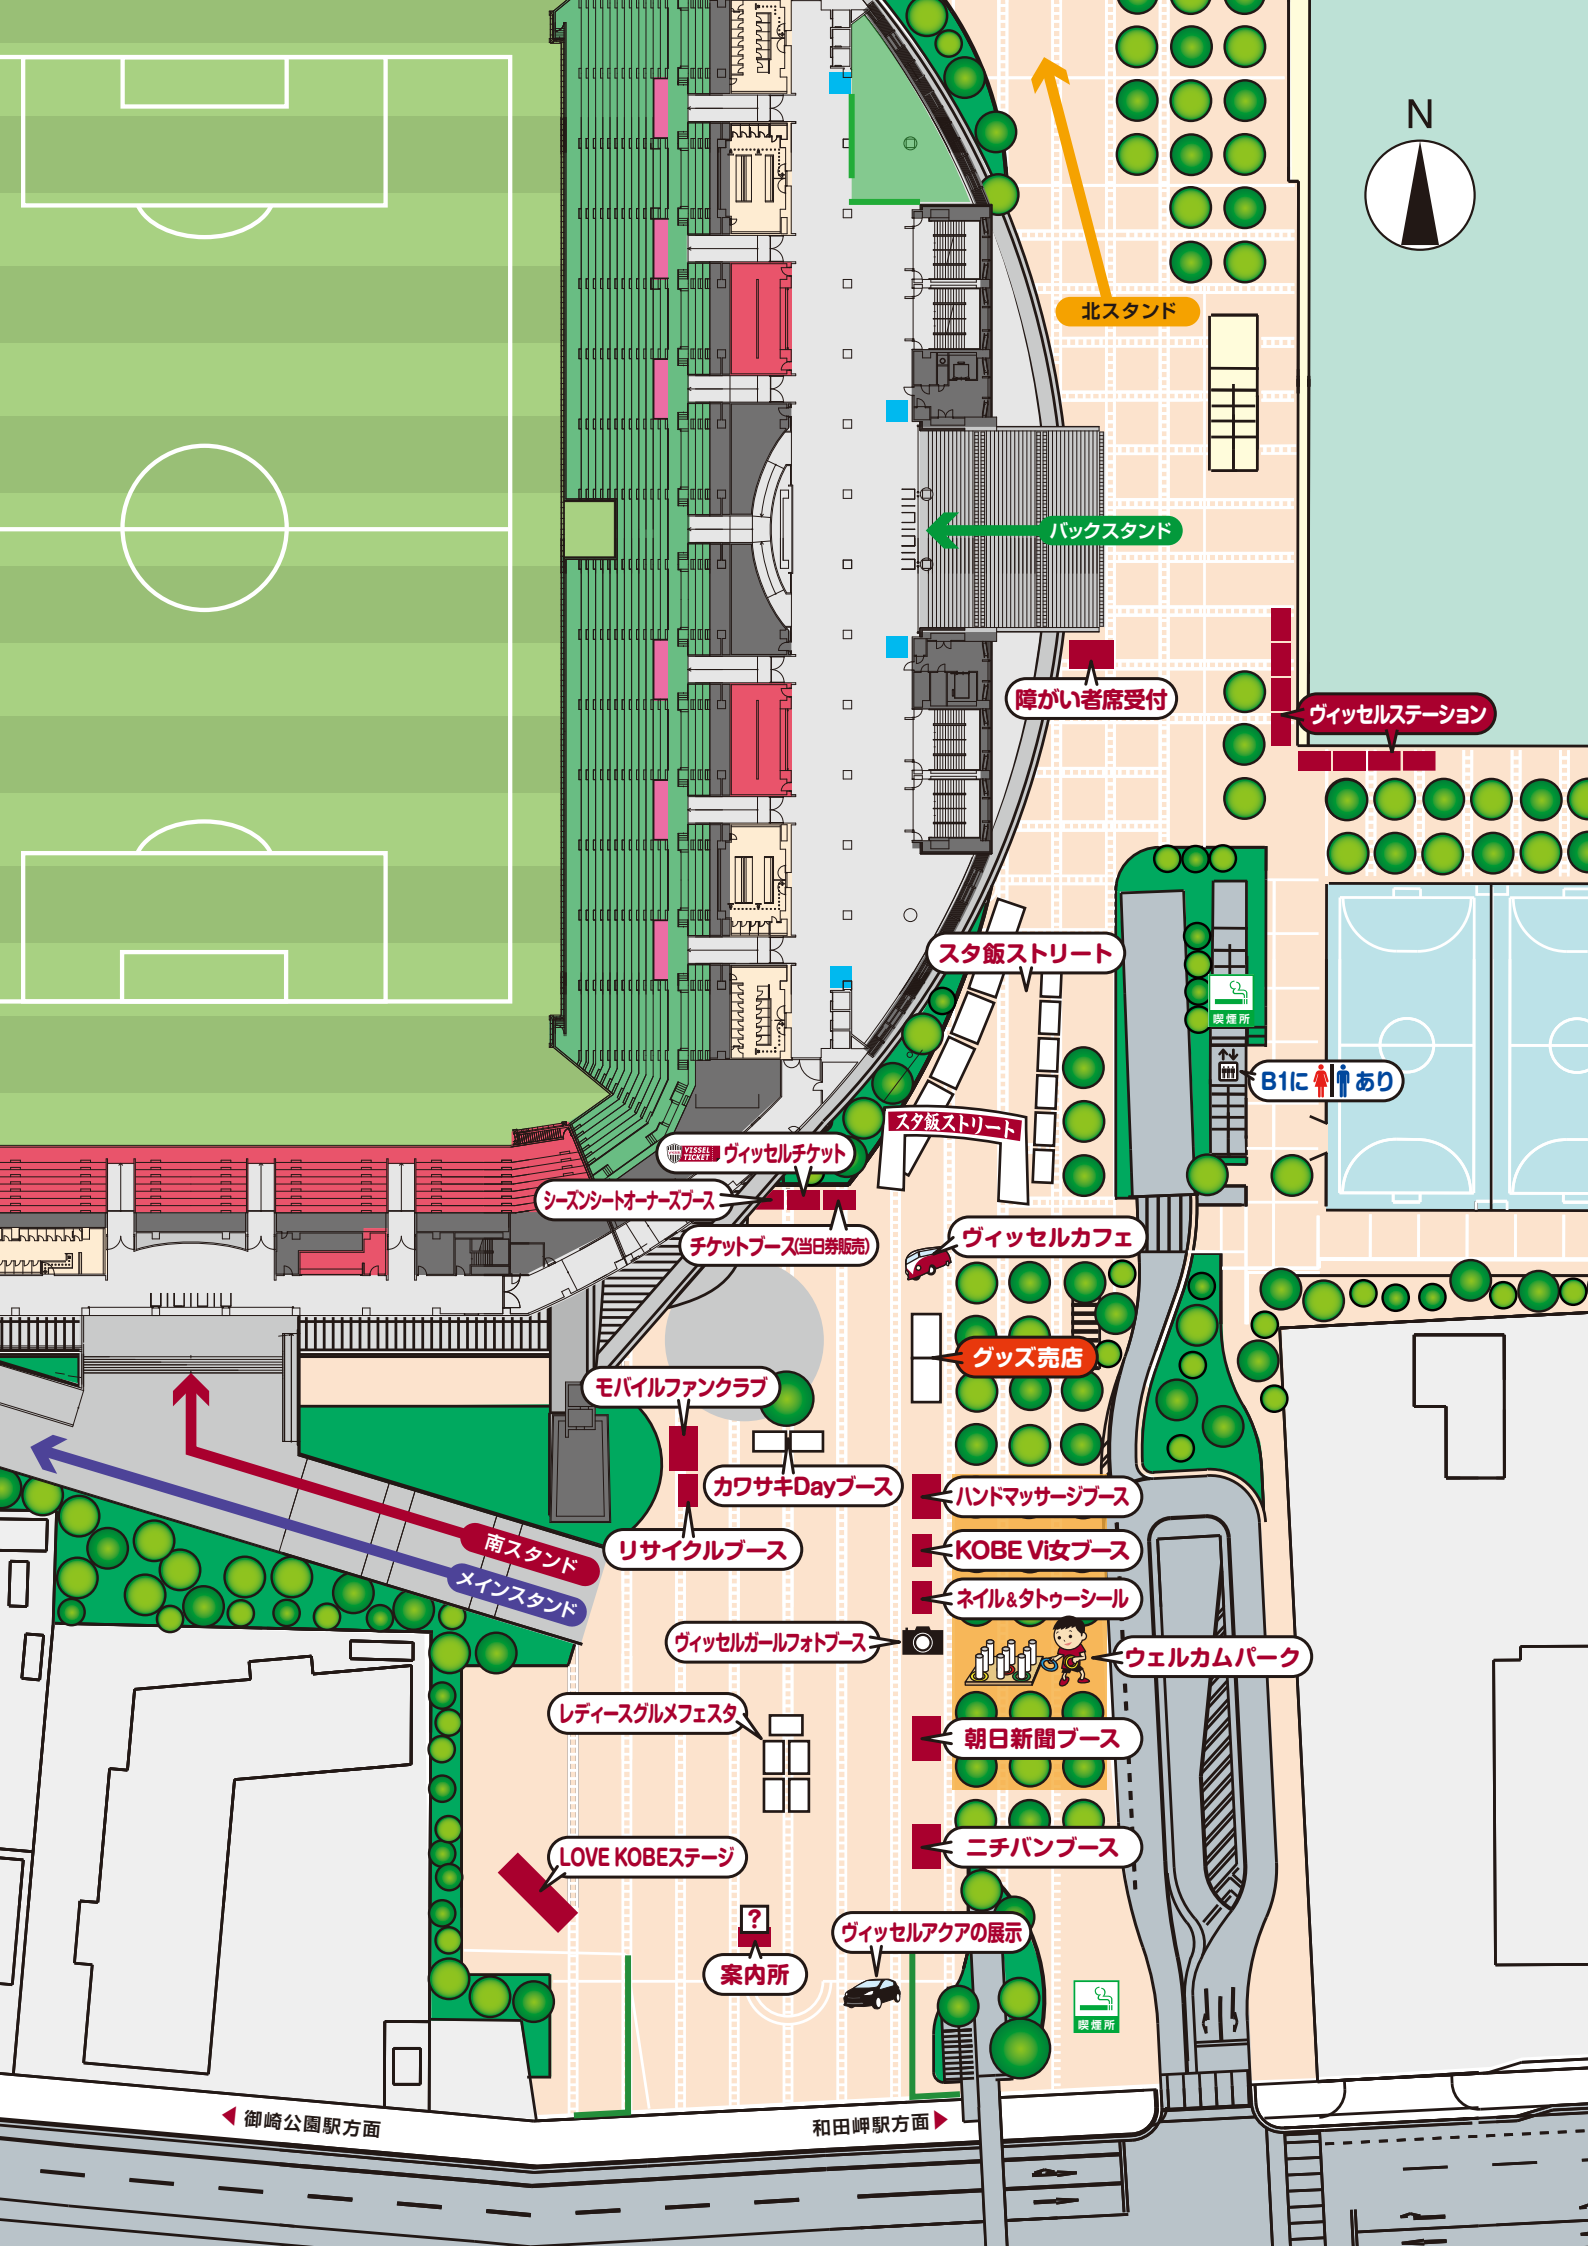 N
北スタンド
バックスタンド
障がい者席受付
ヴィッセルステーション
スタ飯ストリート
喫煙所
B1に
あり
スタ飯ストリート
VISSEL TICKET
ヴィッセルチケット
シーズンシートオーナーズブース
チケットブース(当日券販売)
ヴィッセルカフェ
グッズ売店
モバイルファンクラブ
カワサキDayブース
ハンドマッサージブース
リサイクルブース
KOBE Vi女ブース
南スタンド
メインスタンド
ネイル&タトゥーシール
ヴィッセルガールフォトブース
ウェルカムパーク
レディースグルメフェスタ
朝日新聞ブース
ニチバンブース
LOVE KOBEステージ
?
案内所
ヴィッセルアクアの展示
喫煙所
御崎公園駅方面
和田岬駅方面